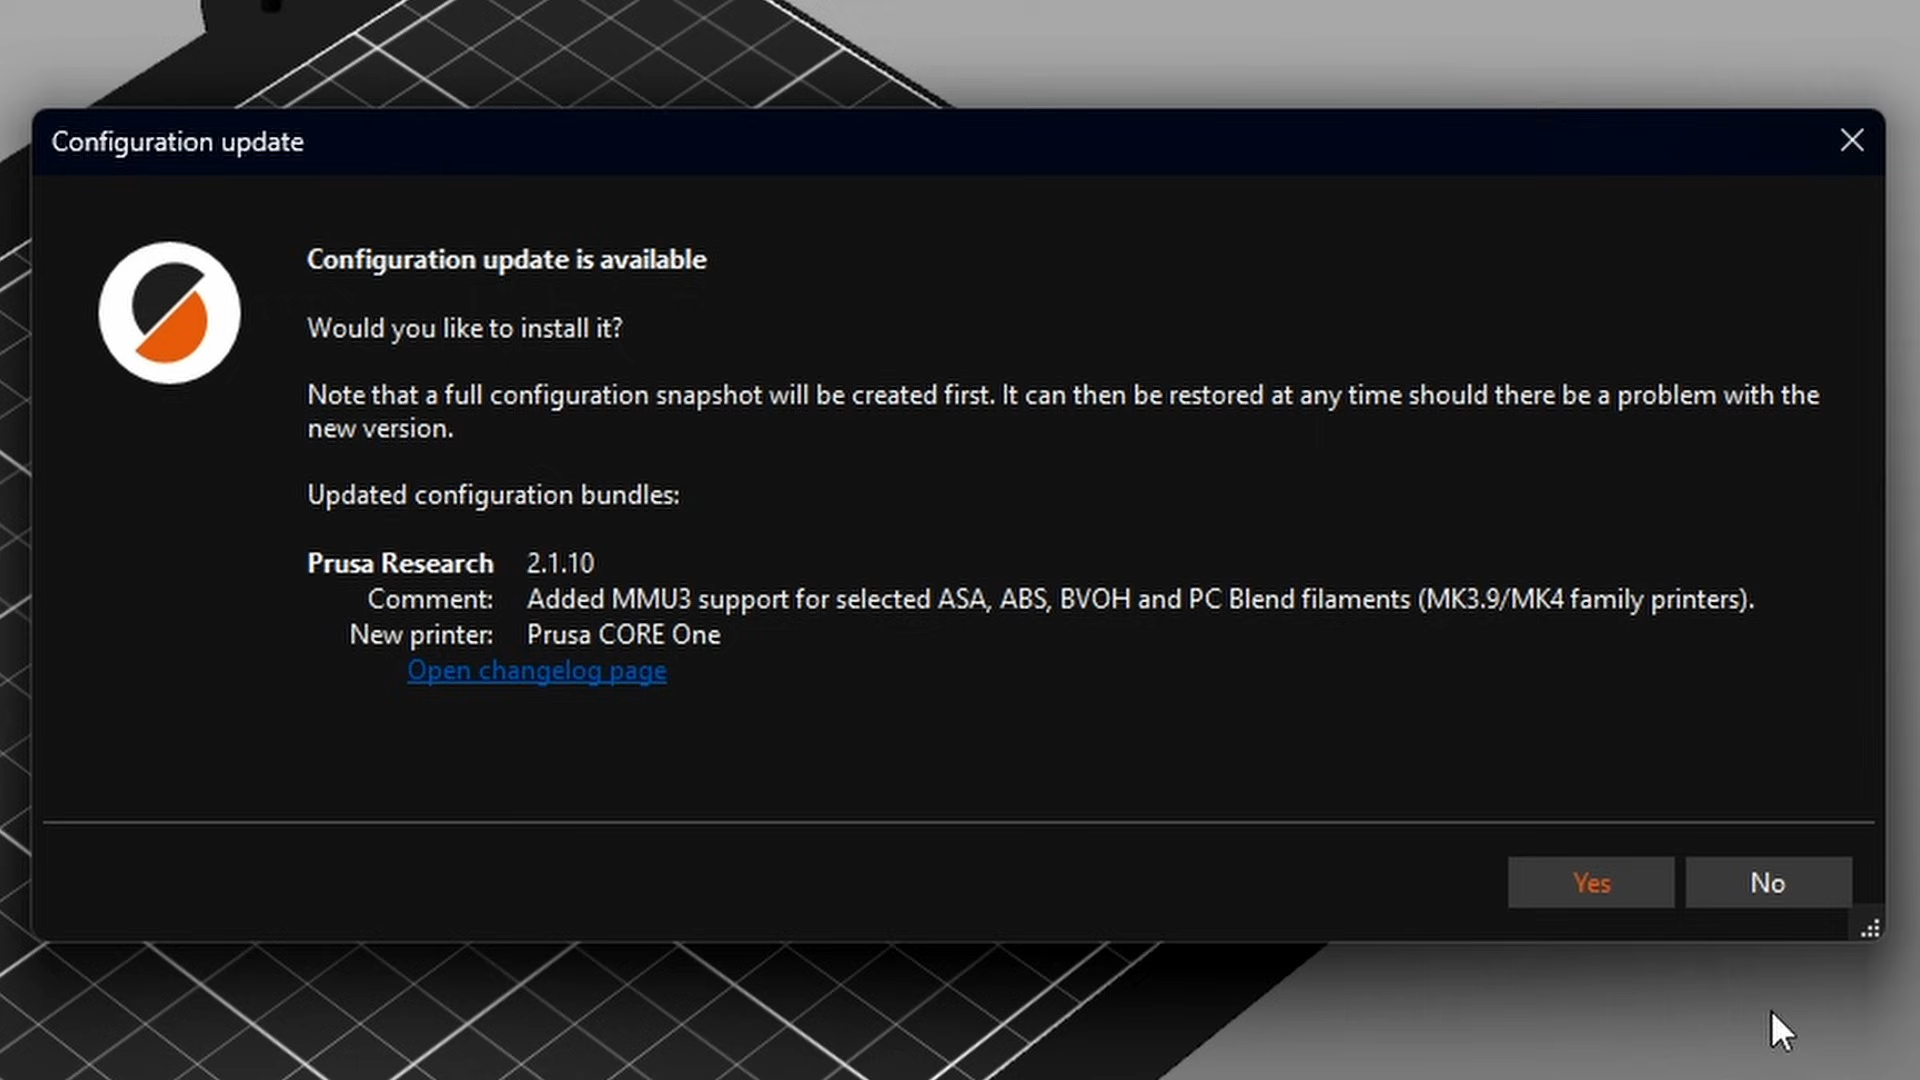 Configuration update
Configuration update is available
Would you like to install it?
Note that a full configuration snapshot will be created first. It can then be restored at any time should there be a problem with the
new version.
Updated configuration bundles:
Prusa Research 2.1.10
Comment: Added MMU3 support for selected ASA, ABS, BVOH and PC Blend filaments (MK3.9/MK4 family printers).
New printer: Prusa CORE One
Open changelog page
Yes No